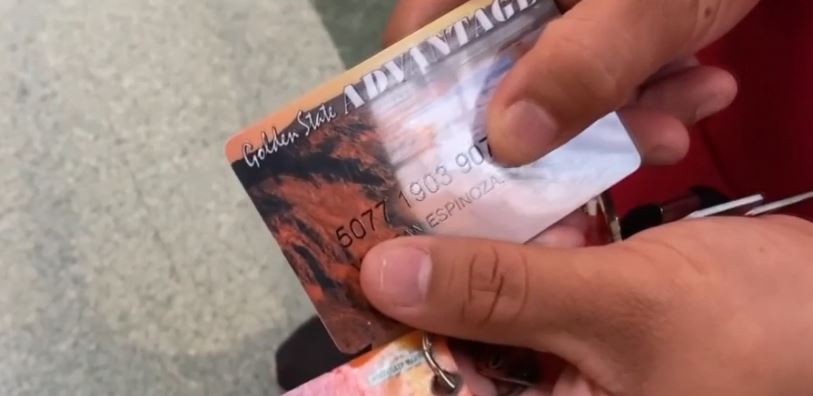 Golden State ADVANTAGE
5077 1903 907
ESPINOZA